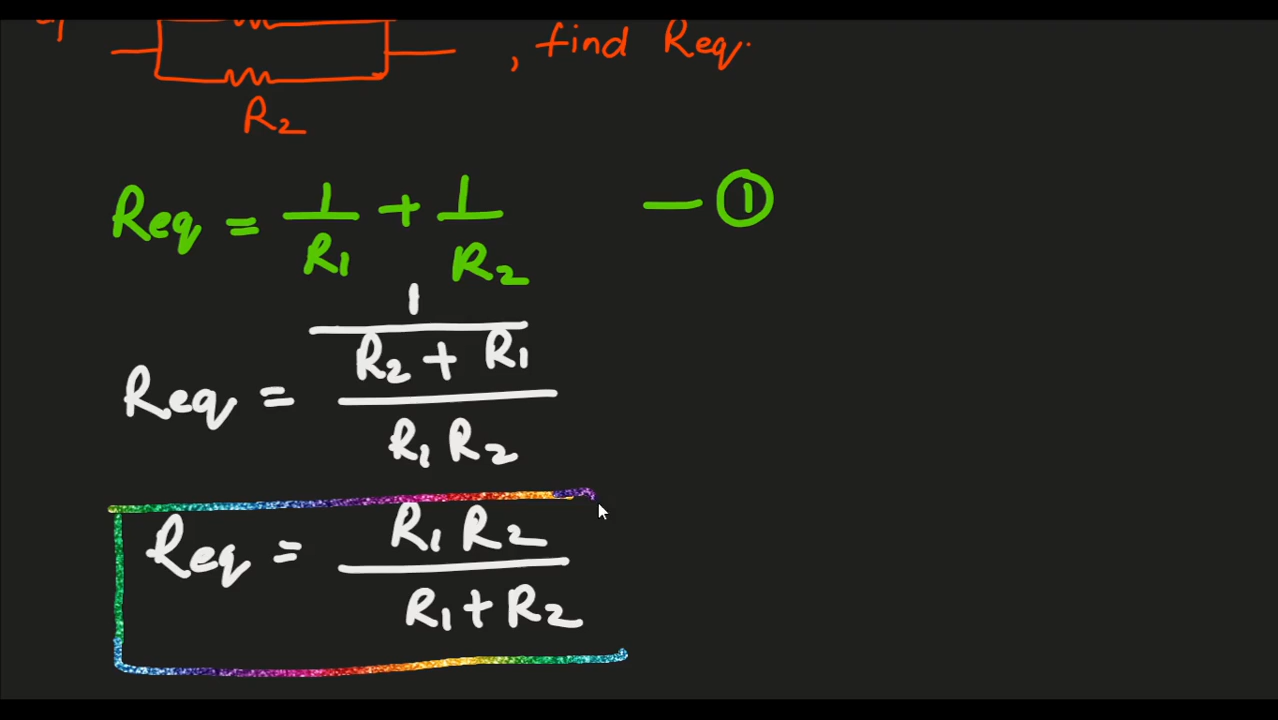 , find Req.
R2
Req = 1/R1 + 1/R2 — ①
Req = 1/((R2 + R1)/(R1 R2))
Req = R1 R2/(R1 + R2)